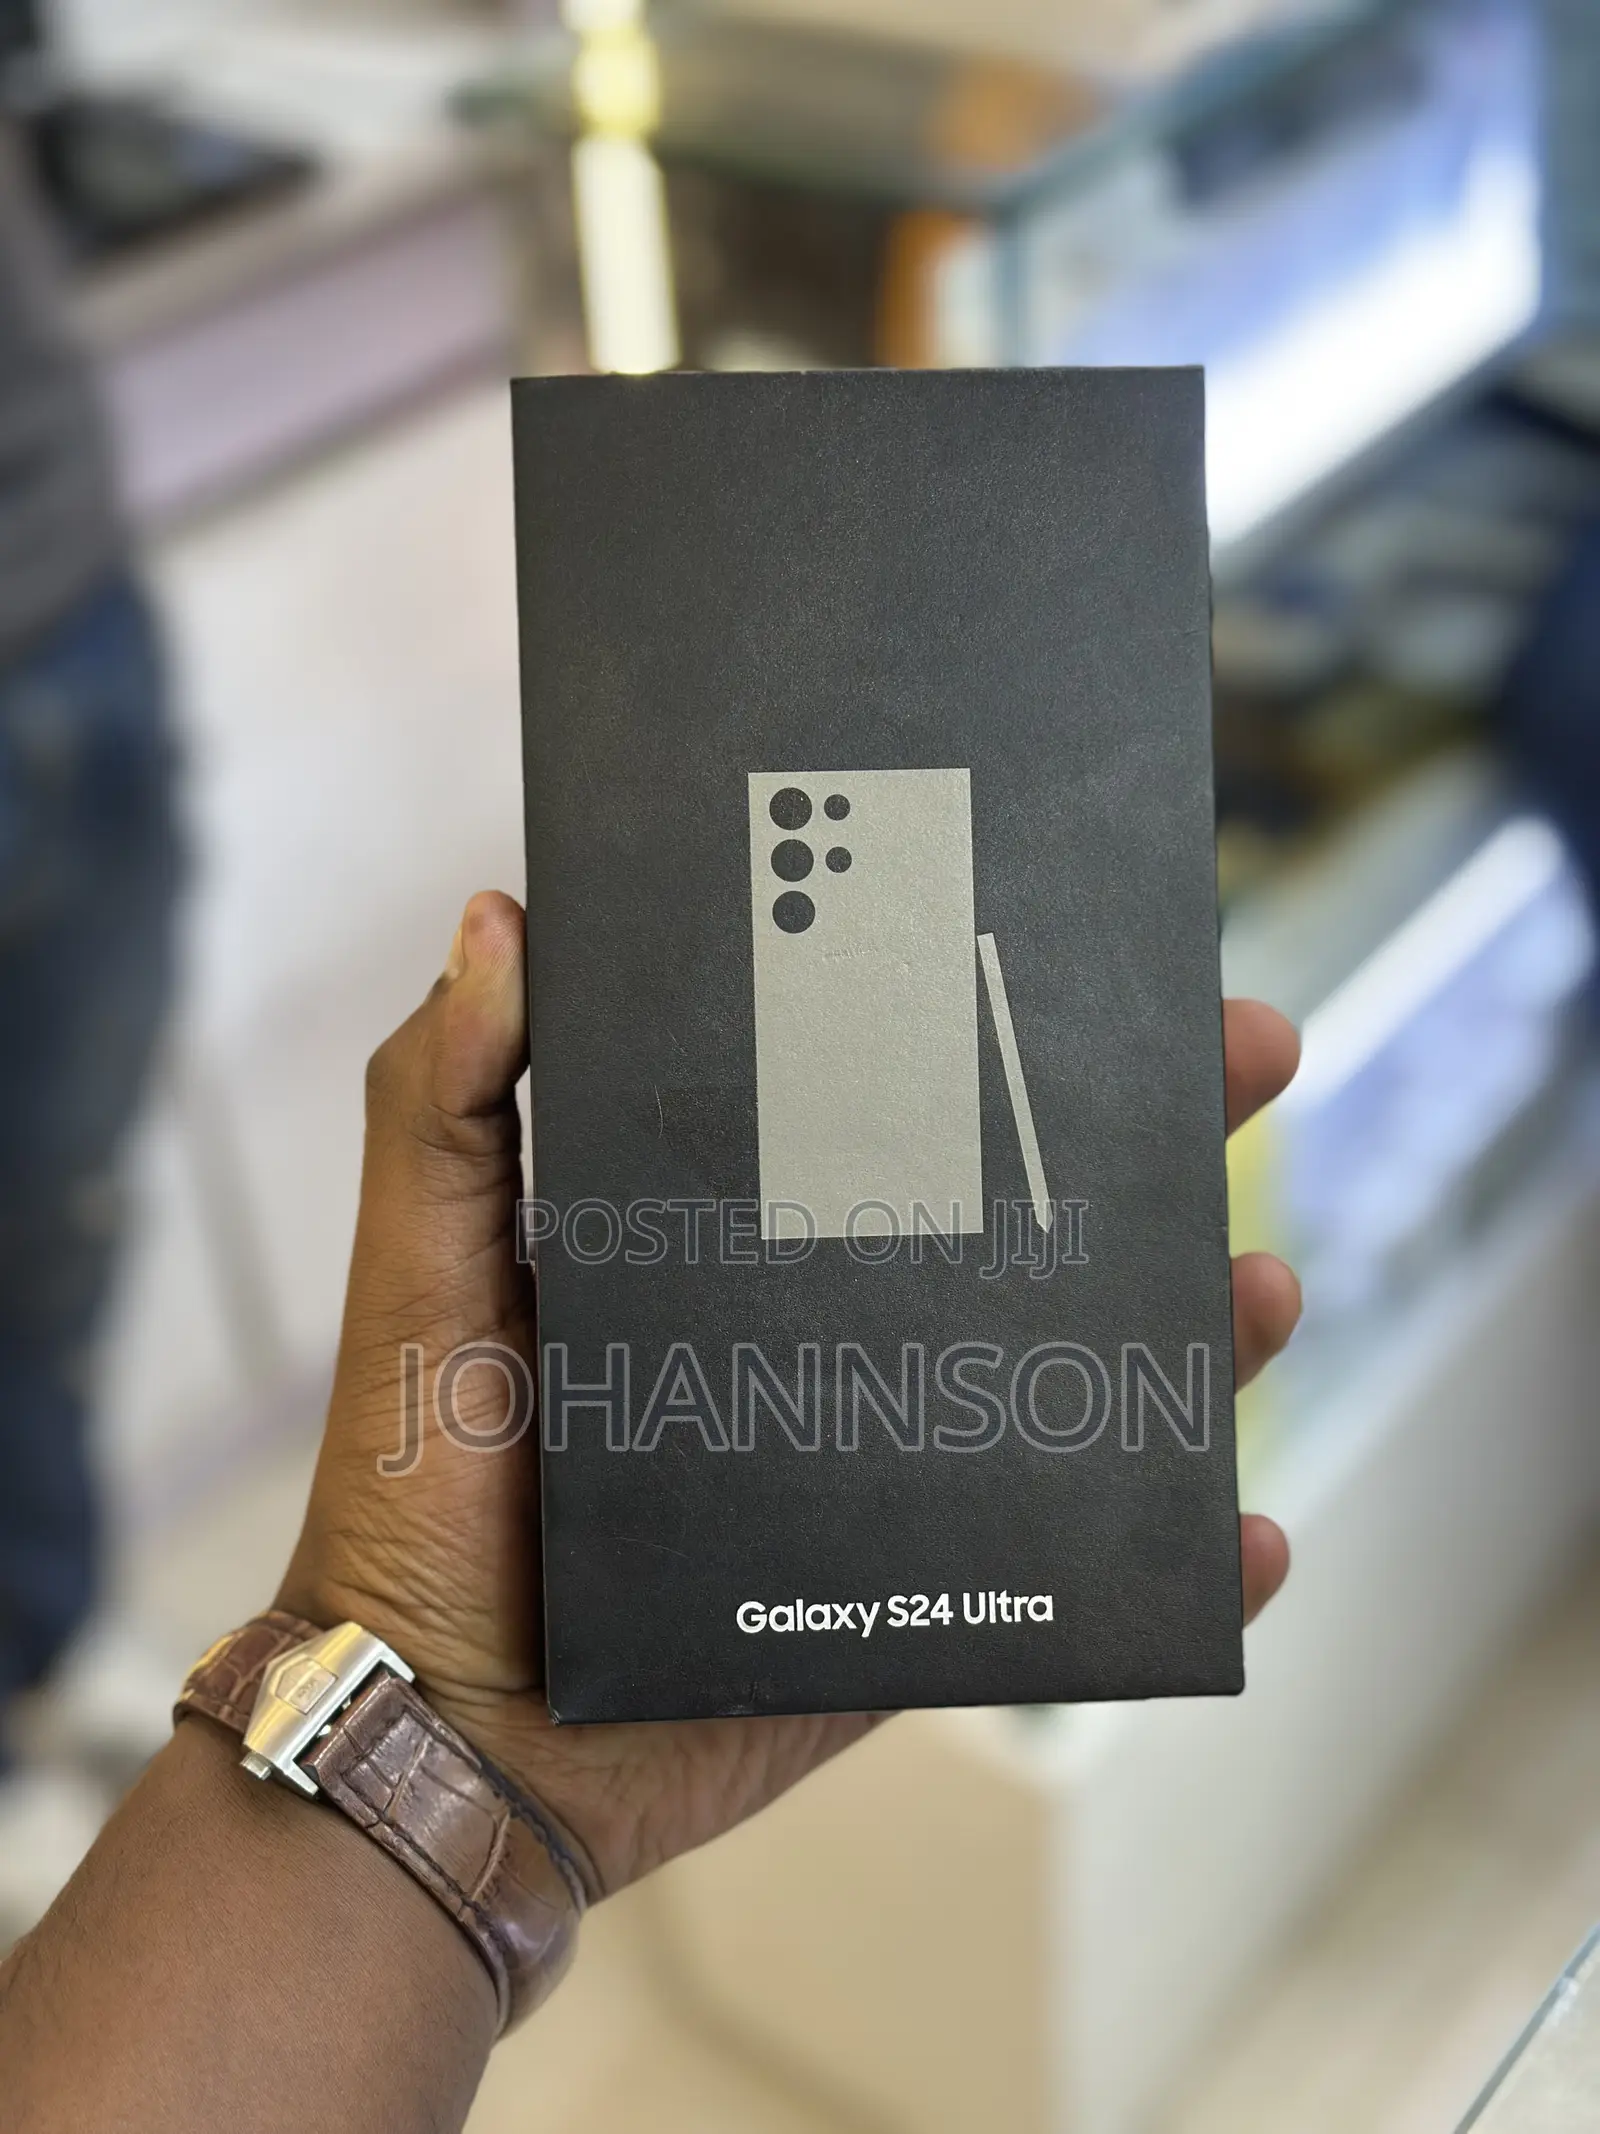 POSTED ON JIJI
JOHANNSON
Galaxy S24 Ultra